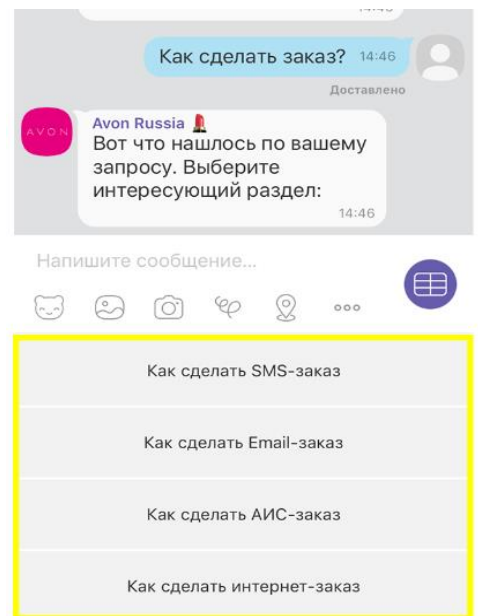 Как сделать заказ? 14:46
Доставлено
AVON
Avon Russia
Вот что нашлось по вашему
запросу. Выберите
интересующий раздел:
14:46
Напишите сообщение...
Как сделать SMS-заказ
Как сделать Email-заказ
Как сделать АИС-заказ
Как сделать интернет-заказ